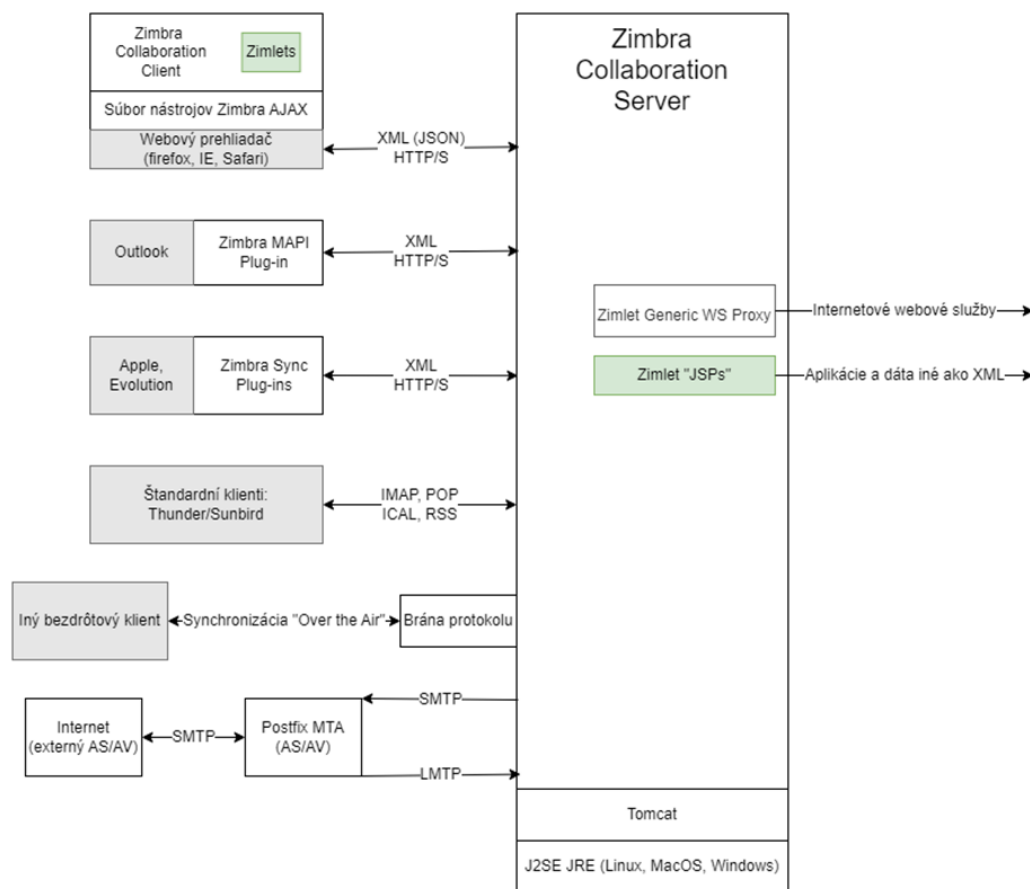 Zimbra
Collaboration
Client
Zimlets
Súbor nástrojov Zimbra AJAX
Webový prehliadač
(firefox, IE, Safari)
XML (JSON)
HTTP/S
Zimbra
Collaboration
Server
Outlook
Zimbra MAPI
Plug-in
XML
HTTP/S
Zimlet Generic WS Proxy
Internetové webové služby
Apple,
Evolution
Zimbra Sync
Plug-ins
XML
HTTP/S
Zimlet "JSPs"
Aplikácie a dáta iné ako XML
Štandardní klienti:
Thunder/Sunbird
IMAP, POP
ICAL, RSS
Iný bezdrôtový klient
Synchronizácia "Over the Air"
Brána protokolu
Internet
(externý AS/AV)
SMTP
Postfix MTA
(AS/AV)
SMTP
LMTP
Tomcat
J2SE JRE (Linux, MacOS, Windows)